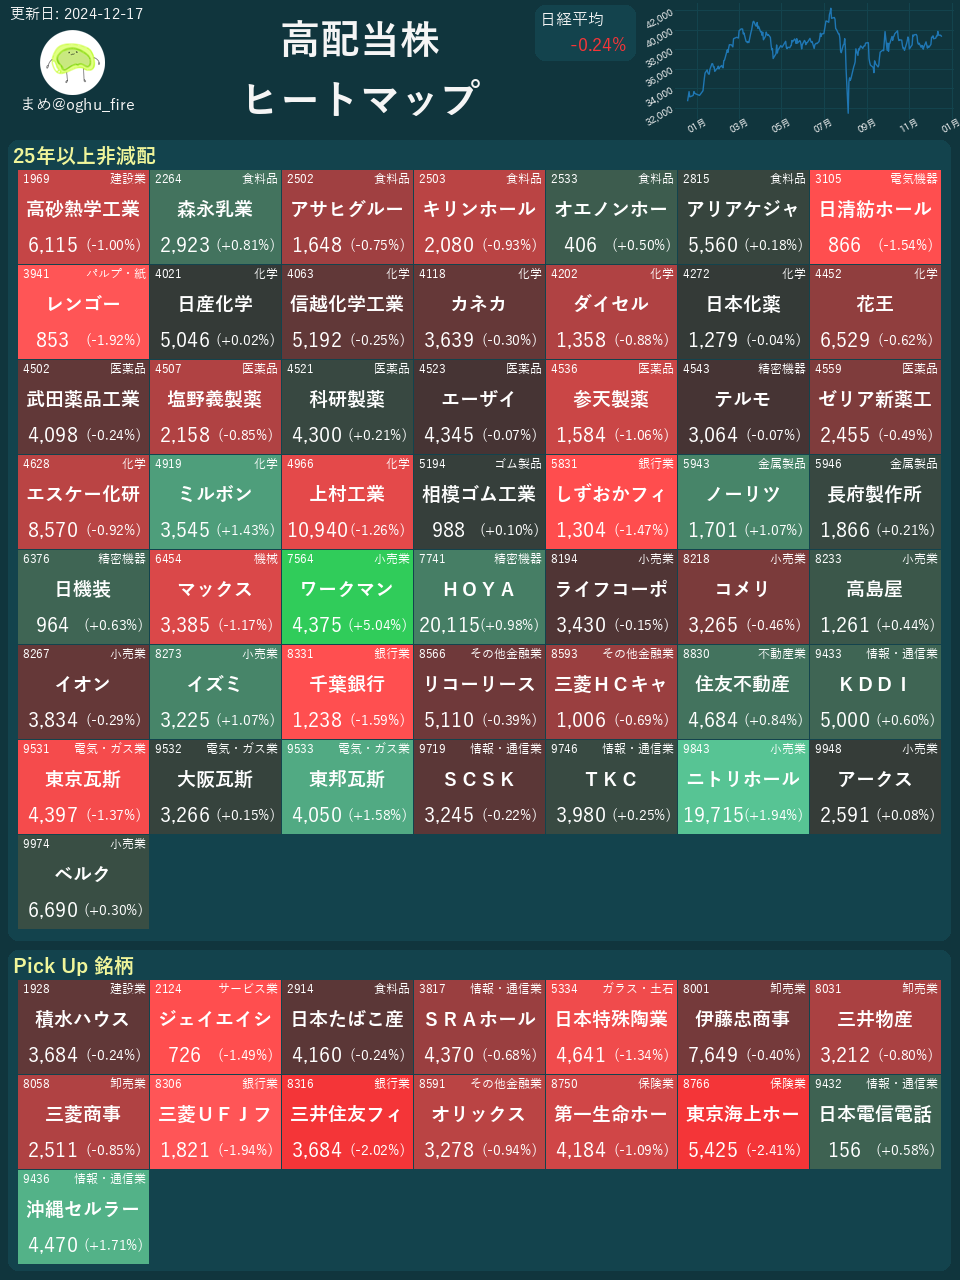 更新日: 2024-12-17
まめ@oghu_fire
高配当株
ヒートマップ
日経平均
-0.24%
42,000
40,000
38,000
36,000
34,000
32,000
01月 03月 05月 07月 09月 11月 01月
25年以上非減配
1969 建設業 2264 食料品 2502 食料品 2503 食料品 2533 食料品 2815 食料品 3105 電気機器
高砂熱学工業 森永乳業 アサヒグルー キリンホール オエノンホー アリアケジャ 日清紡ホール
6,115 (-1.00%) 2,923 (+0.81%) 1,648 (-0.75%) 2,080 (-0.93%) 406 (+0.50%) 5,560 (+0.18%) 866 (-1.54%)
3941 パルプ・紙 4021 化学 4063 化学 4118 化学 4202 化学 4272 化学 4452 化学
レンゴー 日産化学 信越化学工業 カネカ ダイセル 日本化薬 花王
853 (-1.92%) 5,046 (+0.02%) 5,192 (-0.25%) 3,639 (-0.30%) 1,358 (-0.88%) 1,279 (-0.04%) 6,529 (-0.62%)
4502 医薬品 4507 医薬品 4521 医薬品 4523 医薬品 4536 医薬品 4543 精密機器 4559 医薬品
武田薬品工業 塩野義製薬 科研製薬 エーザイ 参天製薬 テルモ ゼリア新薬工
4,098 (-0.24%) 2,158 (-0.85%) 4,300 (+0.21%) 4,345 (-0.07%) 1,584 (-1.06%) 3,064 (-0.07%) 2,455 (-0.49%)
4628 化学 4919 化学 4966 化学 5194 ゴム製品 5831 銀行業 5943 金属製品 5946 金属製品
エスケー化研 ミルボン 上村工業 相模ゴム工業 しずおかフィ ノーリツ 長府製作所
8,570 (-0.92%) 3,545 (+1.43%) 10,940 (-1.26%) 988 (+0.10%) 1,304 (-1.47%) 1,701 (+1.07%) 1,866 (+0.21%)
6376 精密機器 6454 機械 7564 小売業 7741 精密機器 8194 小売業 8218 小売業 8233 小売業
日機装 マックス ワークマン ＨＯＹＡ ライフコーポ コメリ 高島屋
964 (+0.63%) 3,385 (-1.17%) 4,375 (+5.04%) 20,115 (+0.98%) 3,430 (-0.15%) 3,265 (-0.46%) 1,261 (+0.44%)
8267 小売業 8273 小売業 8331 銀行業 8566 その他金融業 8593 その他金融業 8830 不動産業 9433 情報・通信業
イオン イズミ 千葉銀行 リコーリース 三菱ＨＣキャ 住友不動産 ＫＤＤＩ
3,834 (-0.29%) 3,225 (+1.07%) 1,238 (-1.59%) 5,110 (-0.39%) 1,006 (-0.69%) 4,684 (+0.84%) 5,000 (+0.60%)
9531 電気・ガス業 9532 電気・ガス業 9533 電気・ガス業 9719 情報・通信業 9746 情報・通信業 9843 小売業 9948 小売業
東京瓦斯 大阪瓦斯 東邦瓦斯 ＳＣＳＫ ＴＫＣ ニトリホール アークス
4,397 (-1.37%) 3,266 (+0.15%) 4,050 (+1.58%) 3,245 (-0.22%) 3,980 (+0.25%) 19,715 (+1.94%) 2,591 (+0.08%)
9974 小売業
ベルク
6,690 (+0.30%)
Pick Up 銘柄
1928 建設業 2124 サービス業 2914 食料品 3817 情報・通信業 5334 ガラス・土石 8001 卸売業 8031 卸売業
積水ハウス ジェイエイシ 日本たばこ産 ＳＲＡホール 日本特殊陶業 伊藤忠商事 三井物産
3,684 (-0.24%) 726 (-1.49%) 4,160 (-0.24%) 4,370 (-0.68%) 4,641 (-1.34%) 7,649 (-0.40%) 3,212 (-0.80%)
8058 卸売業 8306 銀行業 8316 銀行業 8591 その他金融業 8750 保険業 8766 保険業 9432 情報・通信業
三菱商事 三菱ＵＦＪフ 三井住友フィ オリックス 第一生命ホー 東京海上ホー 日本電信電話
2,511 (-0.85%) 1,821 (-1.94%) 3,684 (-2.02%) 3,278 (-0.94%) 4,184 (-1.09%) 5,425 (-2.41%) 156 (+0.58%)
9436 情報・通信業
沖縄セルラー
4,470 (+1.71%)